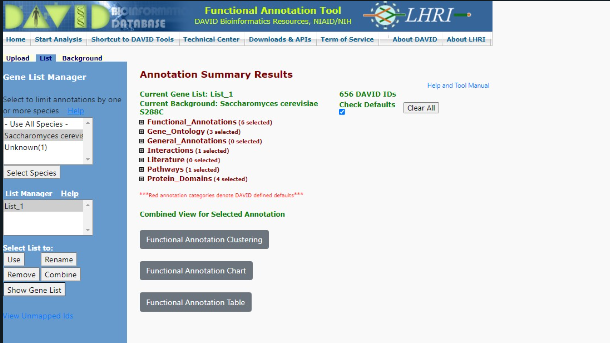 DAVID BIOINFORMATICS DATABASE
Functional Annotation Tool
DAVID Bioinformatics Resources, NIAID/NIH
LHRI
Home Start Analysis Shortcut to DAVID Tools Technical Center Downloads & APIs Term of Service About DAVID About LHRI
Upload List Background
Gene List Manager
Select to limit annotations by one
or more species Help
- Use All Species -
Saccharomyces cerevis
Unknown(1)
Select Species
List Manager Help
List_1
Select List to:
Use Rename
Remove Combine
Show Gene List
View Unmapped Ids
Annotation Summary Results
Help and Tool Manual
Current Gene List: List_1 656 DAVID IDs
Current Background: Saccharomyces cerevisiae
S288C
Check Defaults Clear All
Functional_Annotations (6 selected)
Gene_Ontology (3 selected)
General_Annotations (0 selected)
Interactions (1 selected)
Literature (0 selected)
Pathways (1 selected)
Protein_Domains (4 selected)
***Red annotation categories denote DAVID defined defaults***
Combined View for Selected Annotation
Functional Annotation Clustering
Functional Annotation Chart
Functional Annotation Table